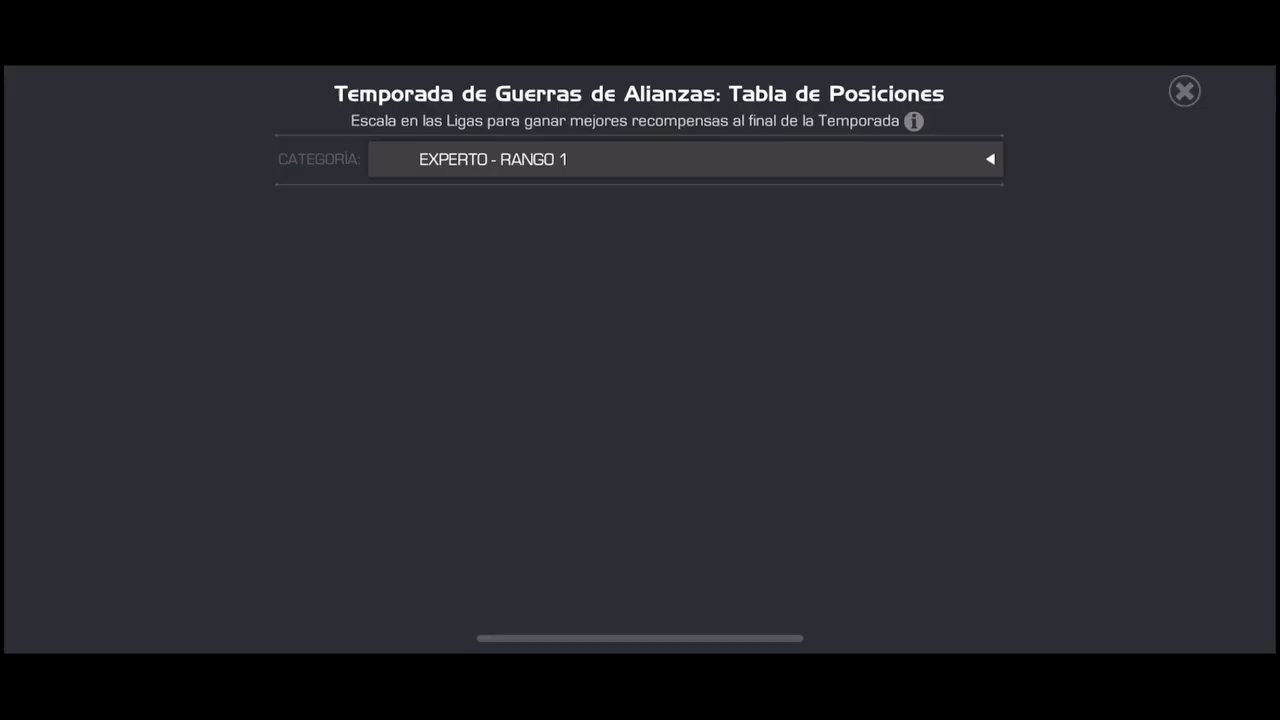 Temporada de Guerras de Alianzas: Tabla de Posiciones
Escala en las Ligas para ganar mejores recompensas al final de la Temporada
CATEGORÍA: EXPERTO - RANGO 1